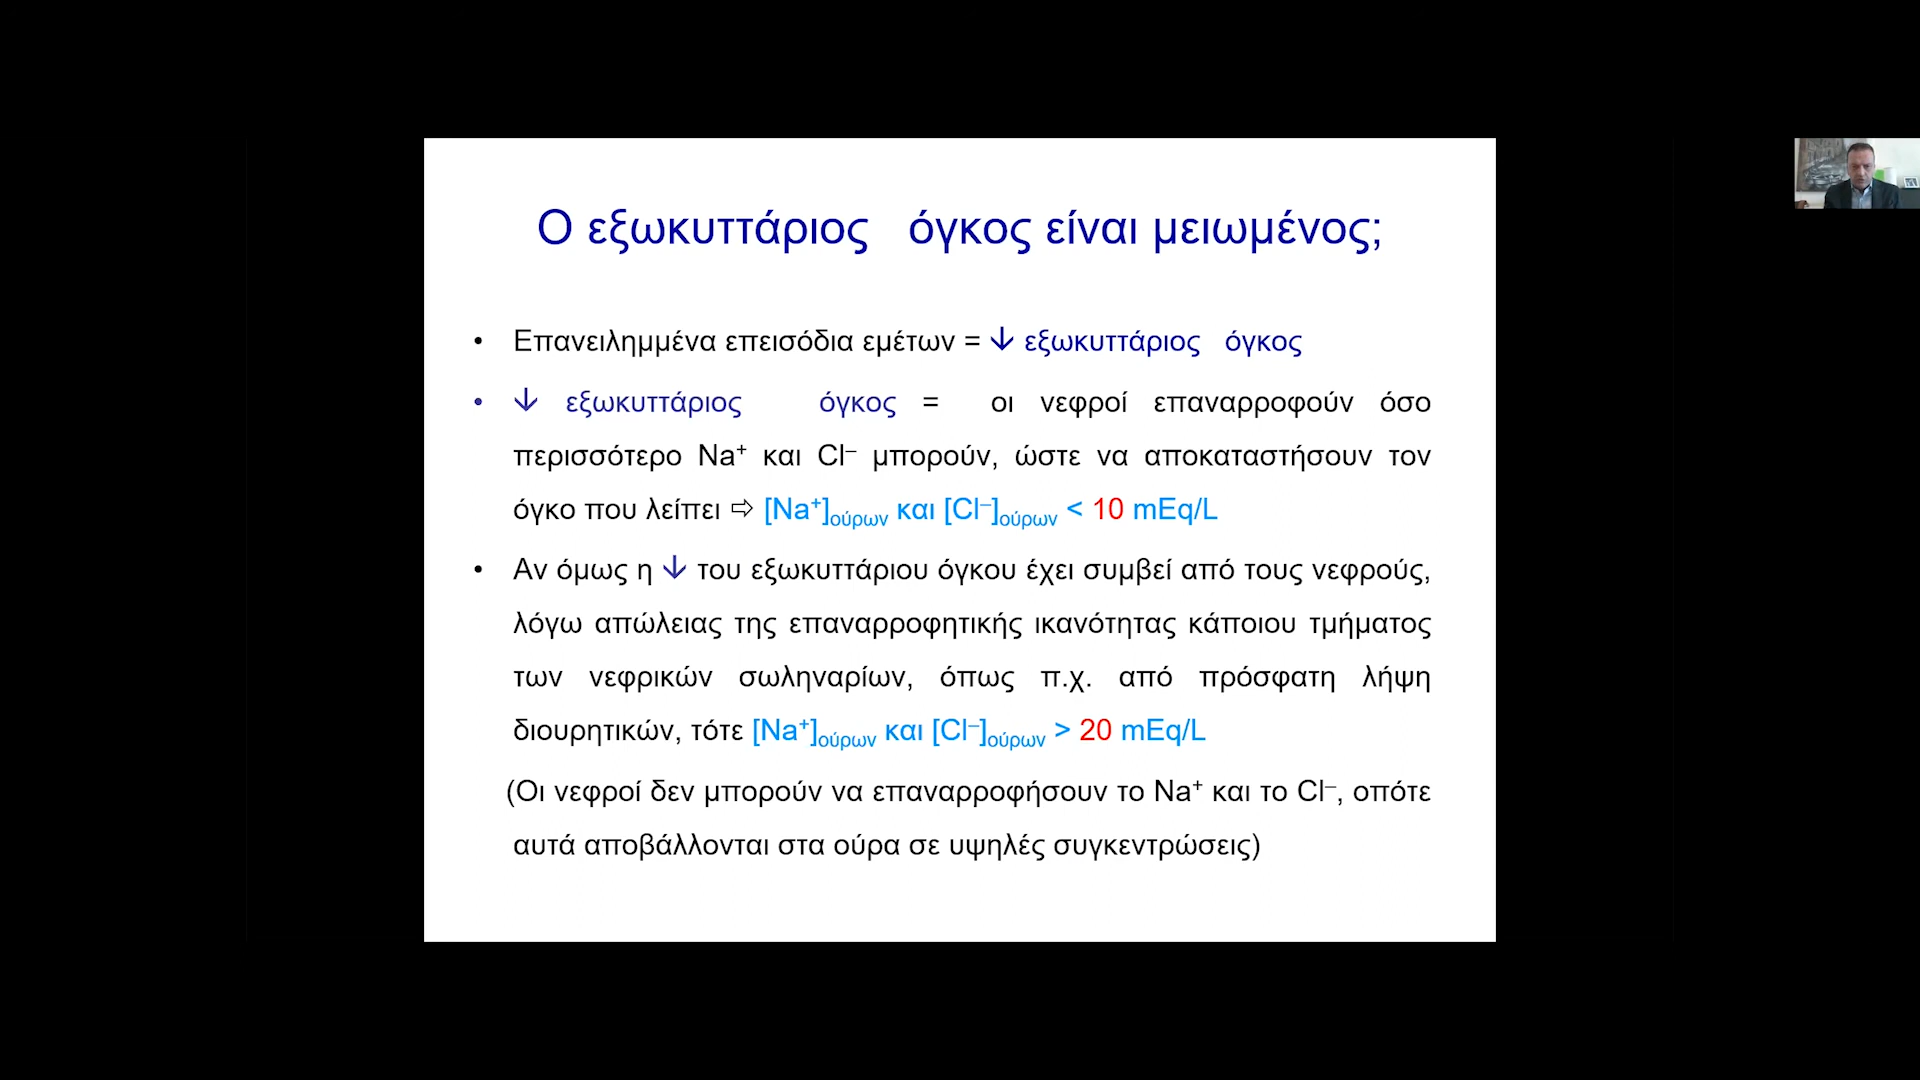 Ο εξωκυττάριος όγκος είναι μειωμένος;
• Επανειλημμένα επεισόδια εμέτων = ↓ εξωκυττάριος όγκος
• ↓ εξωκυττάριος όγκος = οι νεφροί επαναρροφούν όσο
περισσότερο Na⁺ και Cl⁻ μπορούν, ώστε να αποκαταστήσουν τον
όγκο που λείπει ⇨ [Na⁺]ούρων και [Cl⁻]ούρων < 10 mEq/L
• Αν όμως η ↓ του εξωκυττάριου όγκου έχει συμβεί από τους νεφρούς,
λόγω απώλειας της επαναρροφητικής ικανότητας κάποιου τμήματος
των νεφρικών σωληναρίων, όπως π.χ. από πρόσφατη λήψη
διουρητικών, τότε [Na⁺]ούρων και [Cl⁻]ούρων > 20 mEq/L
(Οι νεφροί δεν μπορούν να επαναρροφήσουν το Na⁺ και το Cl⁻, οπότε
αυτά αποβάλλονται στα ούρα σε υψηλές συγκεντρώσεις)